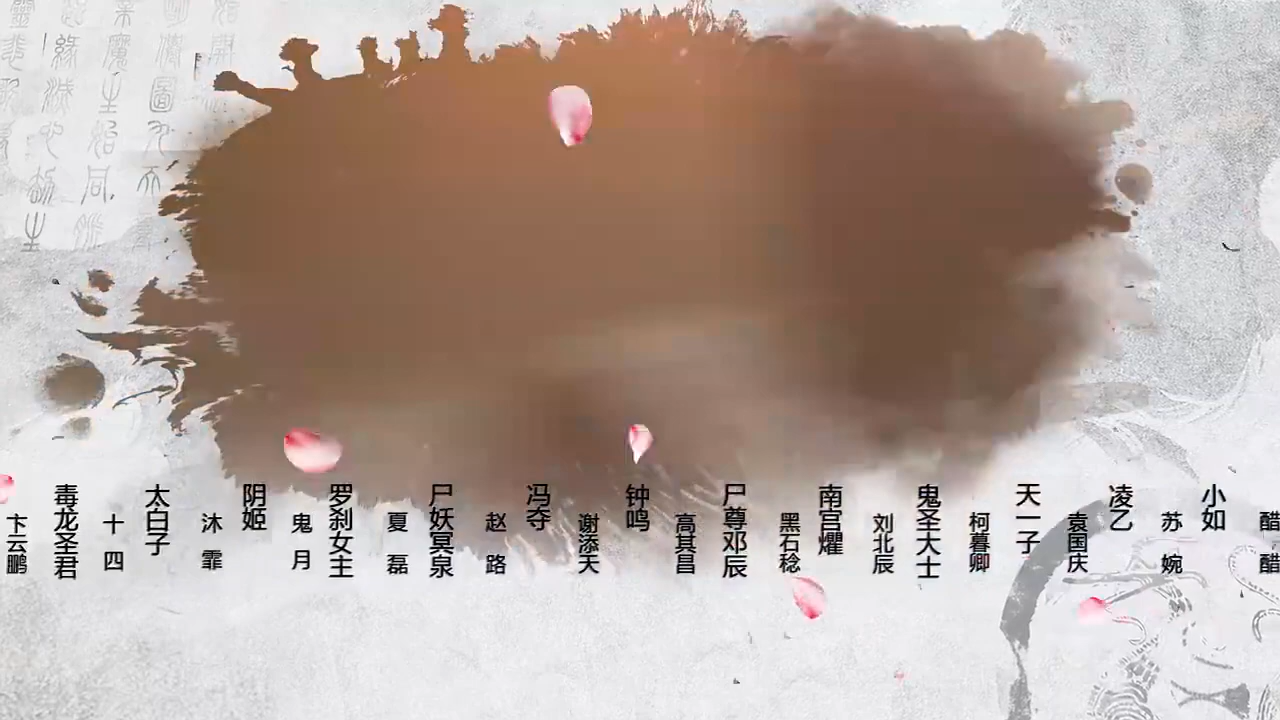 醋醋
小如
苏婉
凌乙
袁国庆
天一子
柯暮卿
鬼圣大士
刘北辰
南宫燿
黑石稔
尸尊邓辰
高其昌
钟鸣
谢添天
冯夺
赵路
尸妖冥泉
夏磊
罗刹女主
鬼月
阴姬
沐霏
太白子
十四
毒龙圣君
卞云鹏